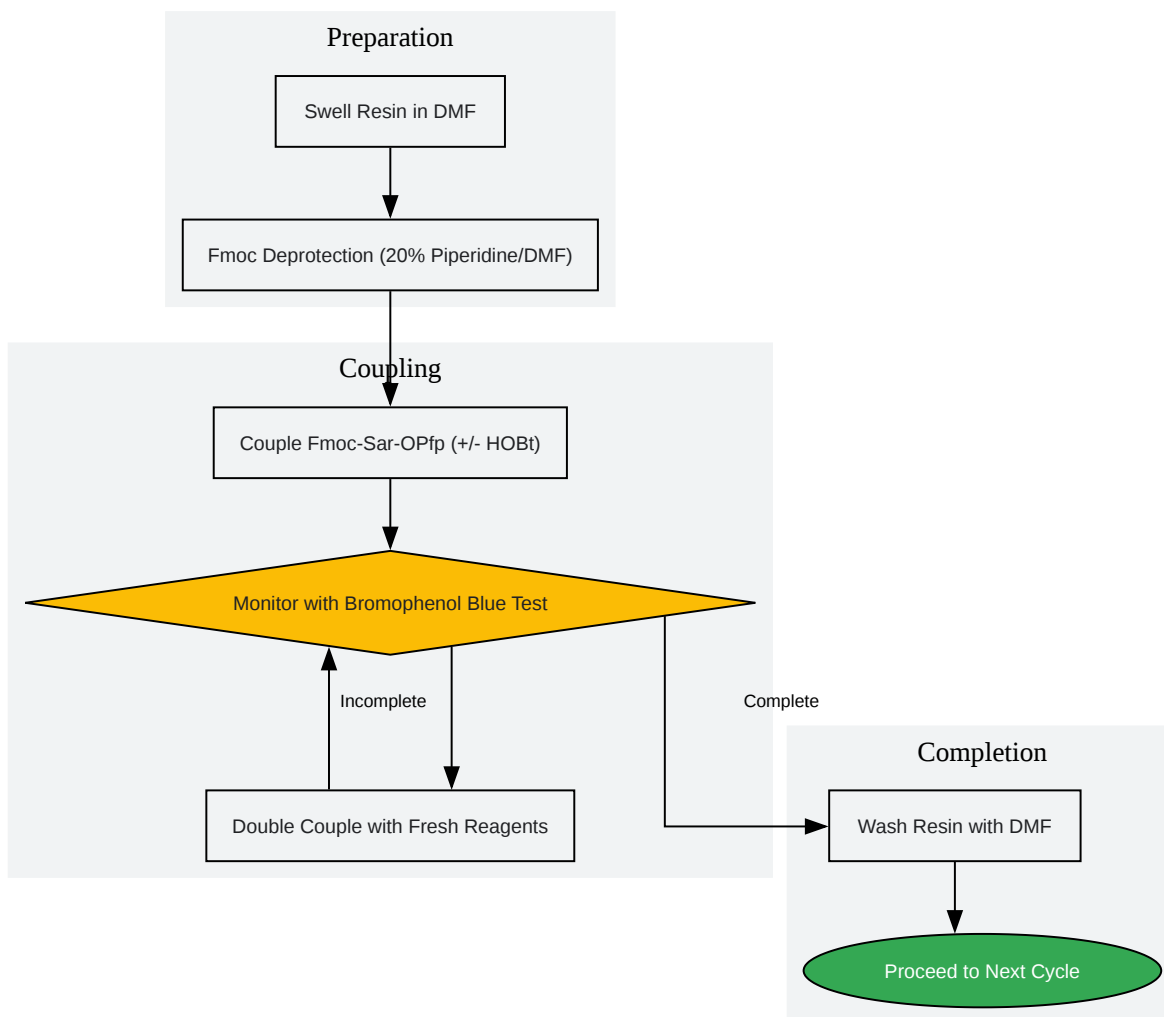 Preparation
Swell Resin in DMF
Fmoc Deprotection (20% Piperidine/DMF)
Coupling
Couple Fmoc-Sar-OPfp (+/- HOBt)
Monitor with Bromophenol Blue Test
Incomplete
Complete
Double Couple with Fresh Reagents
Completion
Wash Resin with DMF
Proceed to Next Cycle